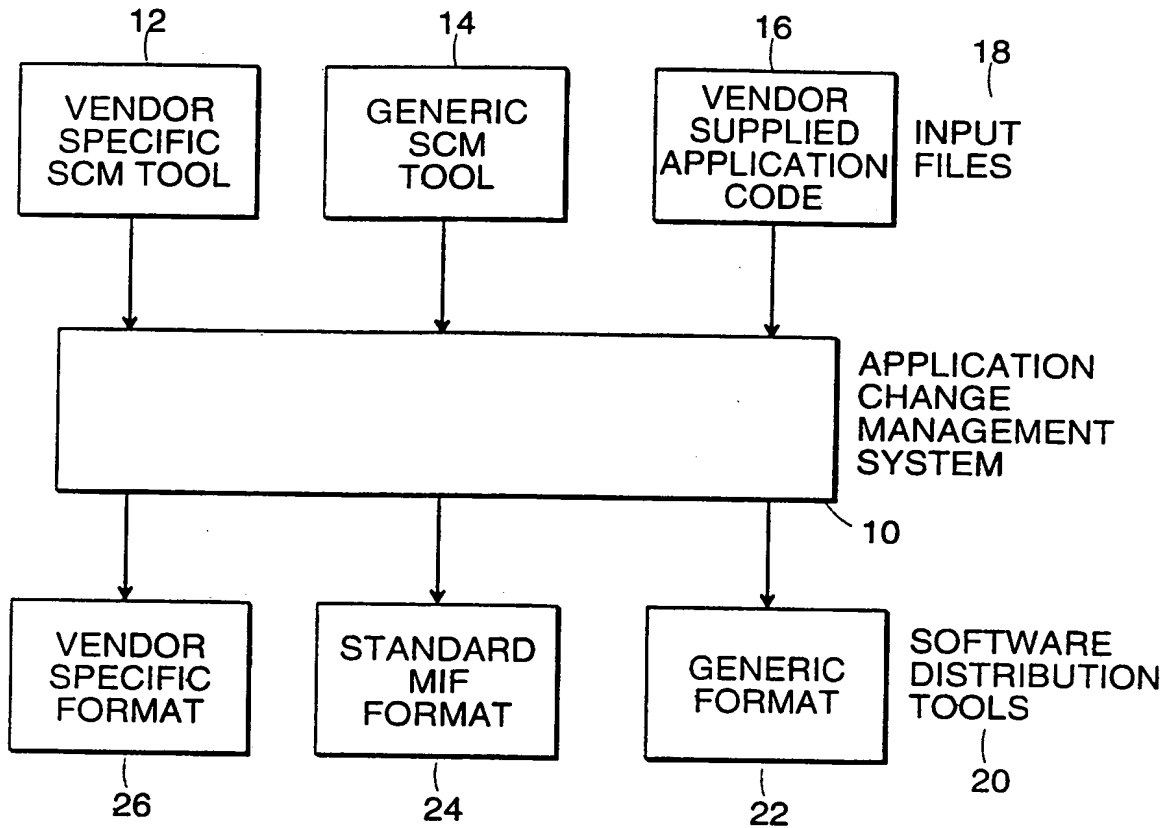 12
14
16
18
VENDOR
SPECIFIC
SCM TOOL
GENERIC
SCM
TOOL
VENDOR
SUPPLIED
APPLICATION
CODE
INPUT
FILES
APPLICATION
CHANGE
MANAGEMENT
SYSTEM
10
VENDOR
SPECIFIC
FORMAT
STANDARD
MIF
FORMAT
GENERIC
FORMAT
SOFTWARE
DISTRIBUTION
TOOLS
26
24
22
20